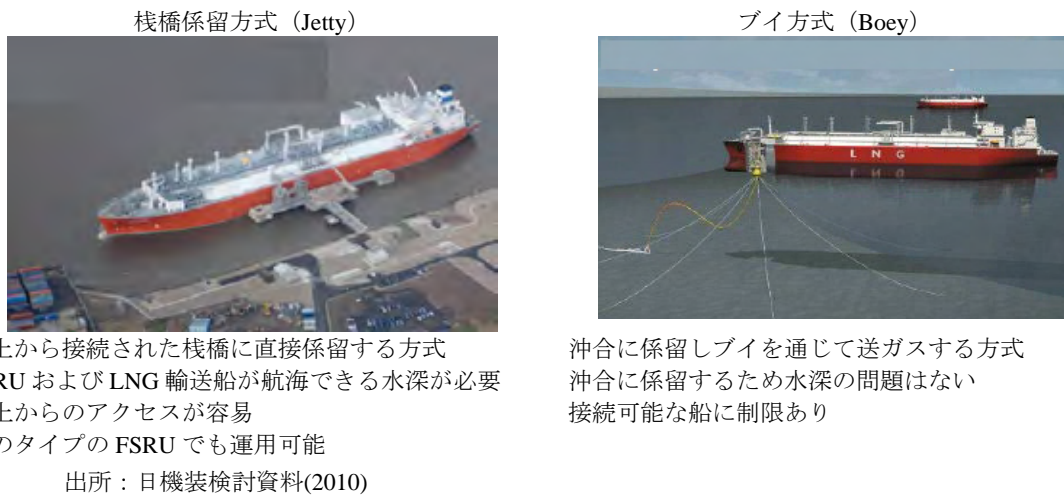 桟橋係留方式（Jetty）
ブイ方式（Boey）
LNG
上から接続された桟橋に直接係留する方式
RU および LNG 輸送船が航海できる水深が必要
上からのアクセスが容易
のタイプの FSRU でも運用可能
沖合に係留しブイを通じて送ガスする方式
沖合に係留するため水深の問題はない
接続可能な船に制限あり
出所：日機装検討資料(2010)